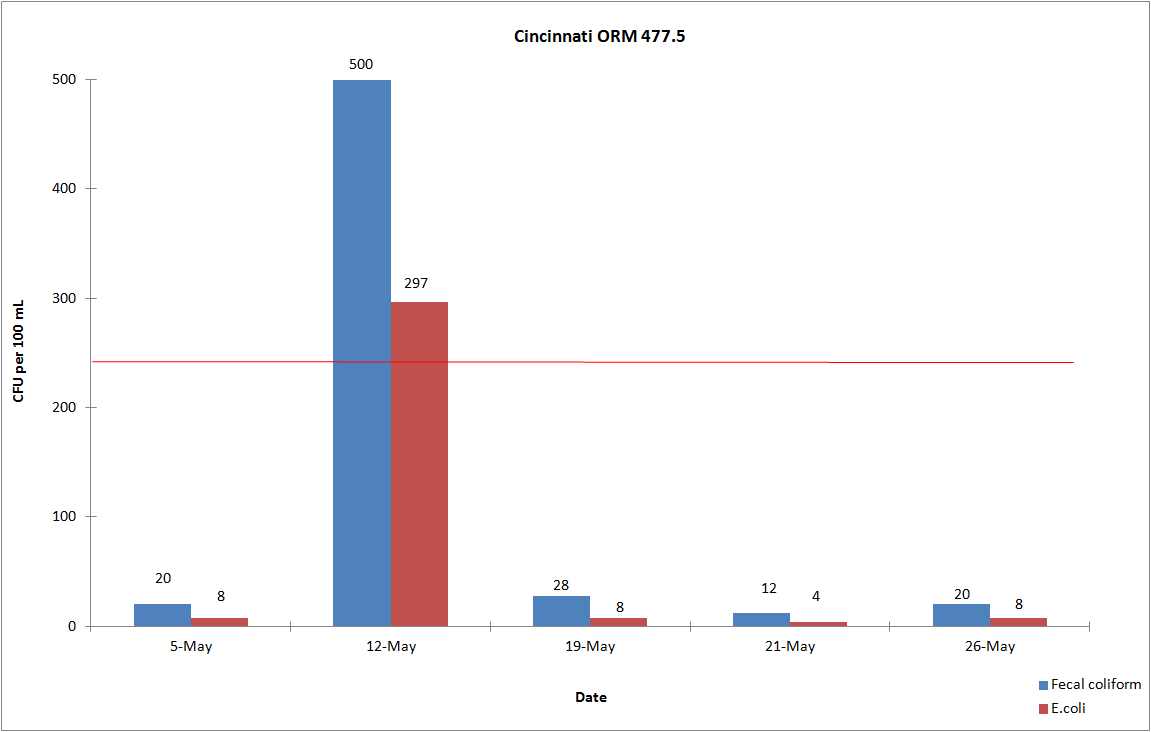 Cincinnati ORM 477.5
500
400
300
200
100
0
CFU per 100 mL
20
8
500
297
28
8
12
4
20
8
5-May
12-May
19-May
21-May
26-May
Date
Fecal coliform
E.coli